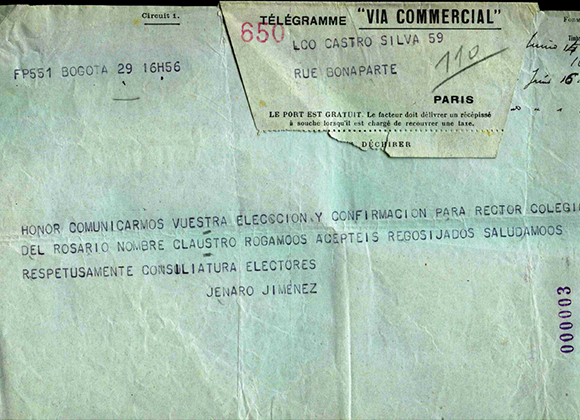 Circuit 1.
TÉLÉGRAMME "VIA COMMERCIAL"
650
LCO CASTRO SILVA 59
RUE BONAPARTE
110
PARIS
LE PORT EST GRATUIT. Le facteur doit délivrer un récépissé
à souche lorsqu'il est chargé de recouvrer une taxe.
DÉCHIRER
FP551 BOGOTA 29 16H56
HONOR COMUNICARMOS VUESTRA ELECSCION Y CONFIRMACION PARA RECTOR COLEGI
DEL ROSARIO NOMBRE CLAUSTRO ROGAMOOS ACEPTEIS REGOSIJADOS SALUDAMOOS
RESPETUSAMENTE CONSILIATURA ELECTORES
JENARO JIMENEZ
000003